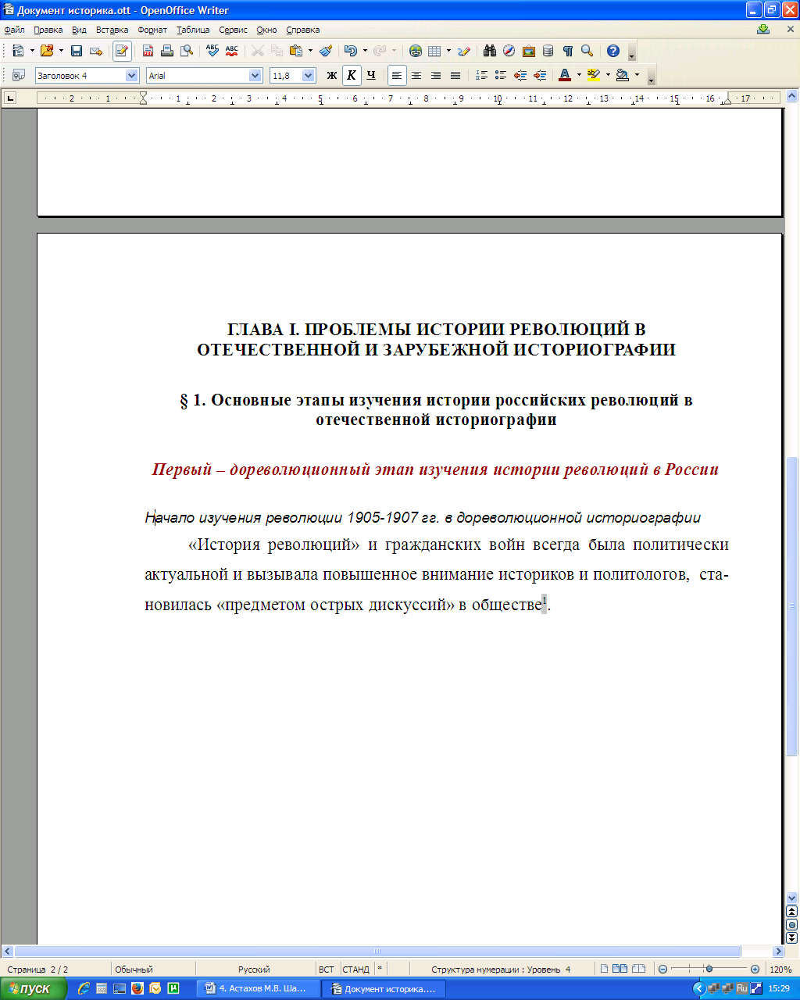 Документ историка.ott - OpenOffice Writer
Файл Правка Вид Вставка Формат Таблица Сервис Окно Справка
Заголовок 4 Arial 11,8 Ж К Ч
2 1 1 2 3 4 5 6 7 8 9 10 11 12 13 14 15 16 17
ГЛАВА I. ПРОБЛЕМЫ ИСТОРИИ РЕВОЛЮЦИЙ В
ОТЕЧЕСТВЕННОЙ И ЗАРУБЕЖНОЙ ИСТОРИОГРАФИИ
§ 1. Основные этапы изучения истории российских революций в
отечественной историографии
Первый – дореволюционный этап изучения истории революций в России
Начало изучения революции 1905-1907 гг. в дореволюционной историографии
«История революций» и гражданских войн всегда была политически
актуальной и вызывала повышенное внимание историков и политологов, ста-
новилась «предметом острых дискуссий» в обществе1.
Страница 2 / 2 Обычный Русский ВСТ СТАНД * Структура нумерации : Уровень 4 120%
пуск 4. Астахов М.В. Ша... Документ историка.... Ru 15:29